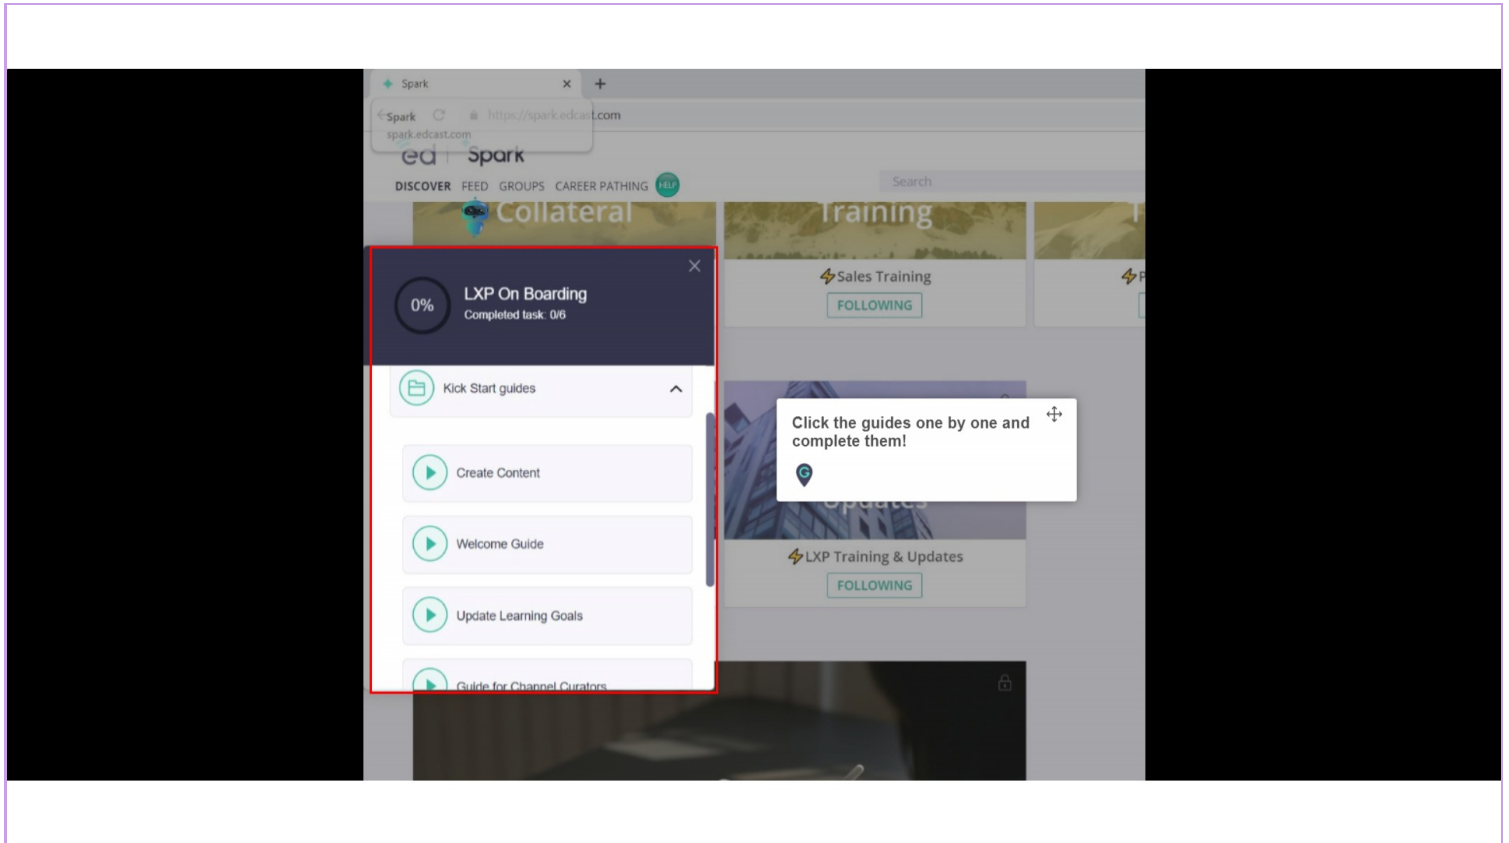 Spark
Spark
https://spark.edcast.com
spark.edcast.com
ed Spark
DISCOVER FEED GROUPS CAREER PATHING HELP
Search
Collateral
Training
LXP On Boarding
0%
Completed task: 0/6
Sales Training
FOLLOWING
Kick Start guides
Click the guides one by one and
complete them!
G
Create Content
Updates
Welcome Guide
LXP Training & Updates
FOLLOWING
Update Learning Goals
Guide for Channel Curators